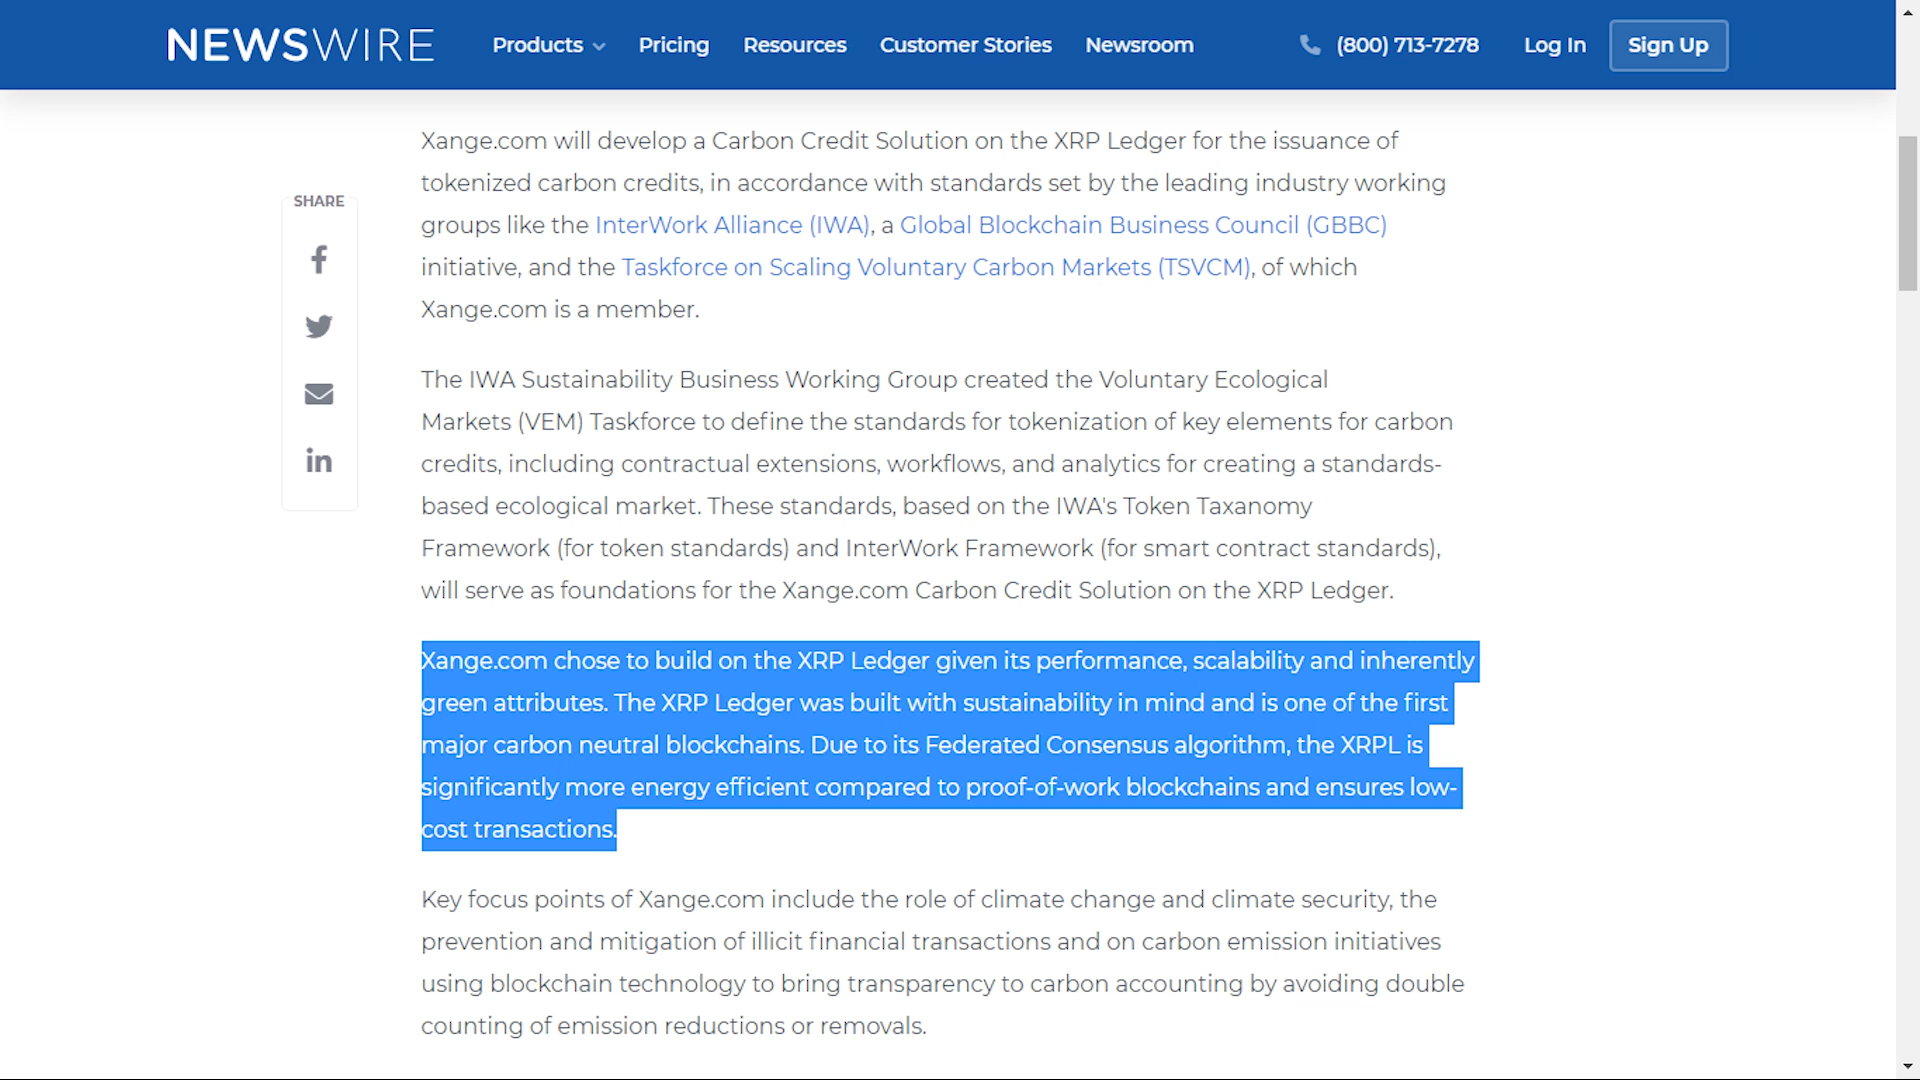 NEWSWIRE
Products
Pricing
Resources
Customer Stories
Newsroom
(800) 713-7278
Log In
Sign Up
SHARE
Xange.com will develop a Carbon Credit Solution on the XRP Ledger for the issuance of
tokenized carbon credits, in accordance with standards set by the leading industry working
groups like the InterWork Alliance (IWA), a Global Blockchain Business Council (GBBC)
initiative, and the Taskforce on Scaling Voluntary Carbon Markets (TSVCM), of which
Xange.com is a member.
The IWA Sustainability Business Working Group created the Voluntary Ecological
Markets (VEM) Taskforce to define the standards for tokenization of key elements for carbon
credits, including contractual extensions, workflows, and analytics for creating a standards-
based ecological market. These standards, based on the IWA's Token Taxanomy
Framework (for token standards) and InterWork Framework (for smart contract standards),
will serve as foundations for the Xange.com Carbon Credit Solution on the XRP Ledger.
Xange.com chose to build on the XRP Ledger given its performance, scalability and inherently
green attributes. The XRP Ledger was built with sustainability in mind and is one of the first
major carbon neutral blockchains. Due to its Federated Consensus algorithm, the XRPL is
significantly more energy efficient compared to proof-of-work blockchains and ensures low-
cost transactions.
Key focus points of Xange.com include the role of climate change and climate security, the
prevention and mitigation of illicit financial transactions and on carbon emission initiatives
using blockchain technology to bring transparency to carbon accounting by avoiding double
counting of emission reductions or removals.